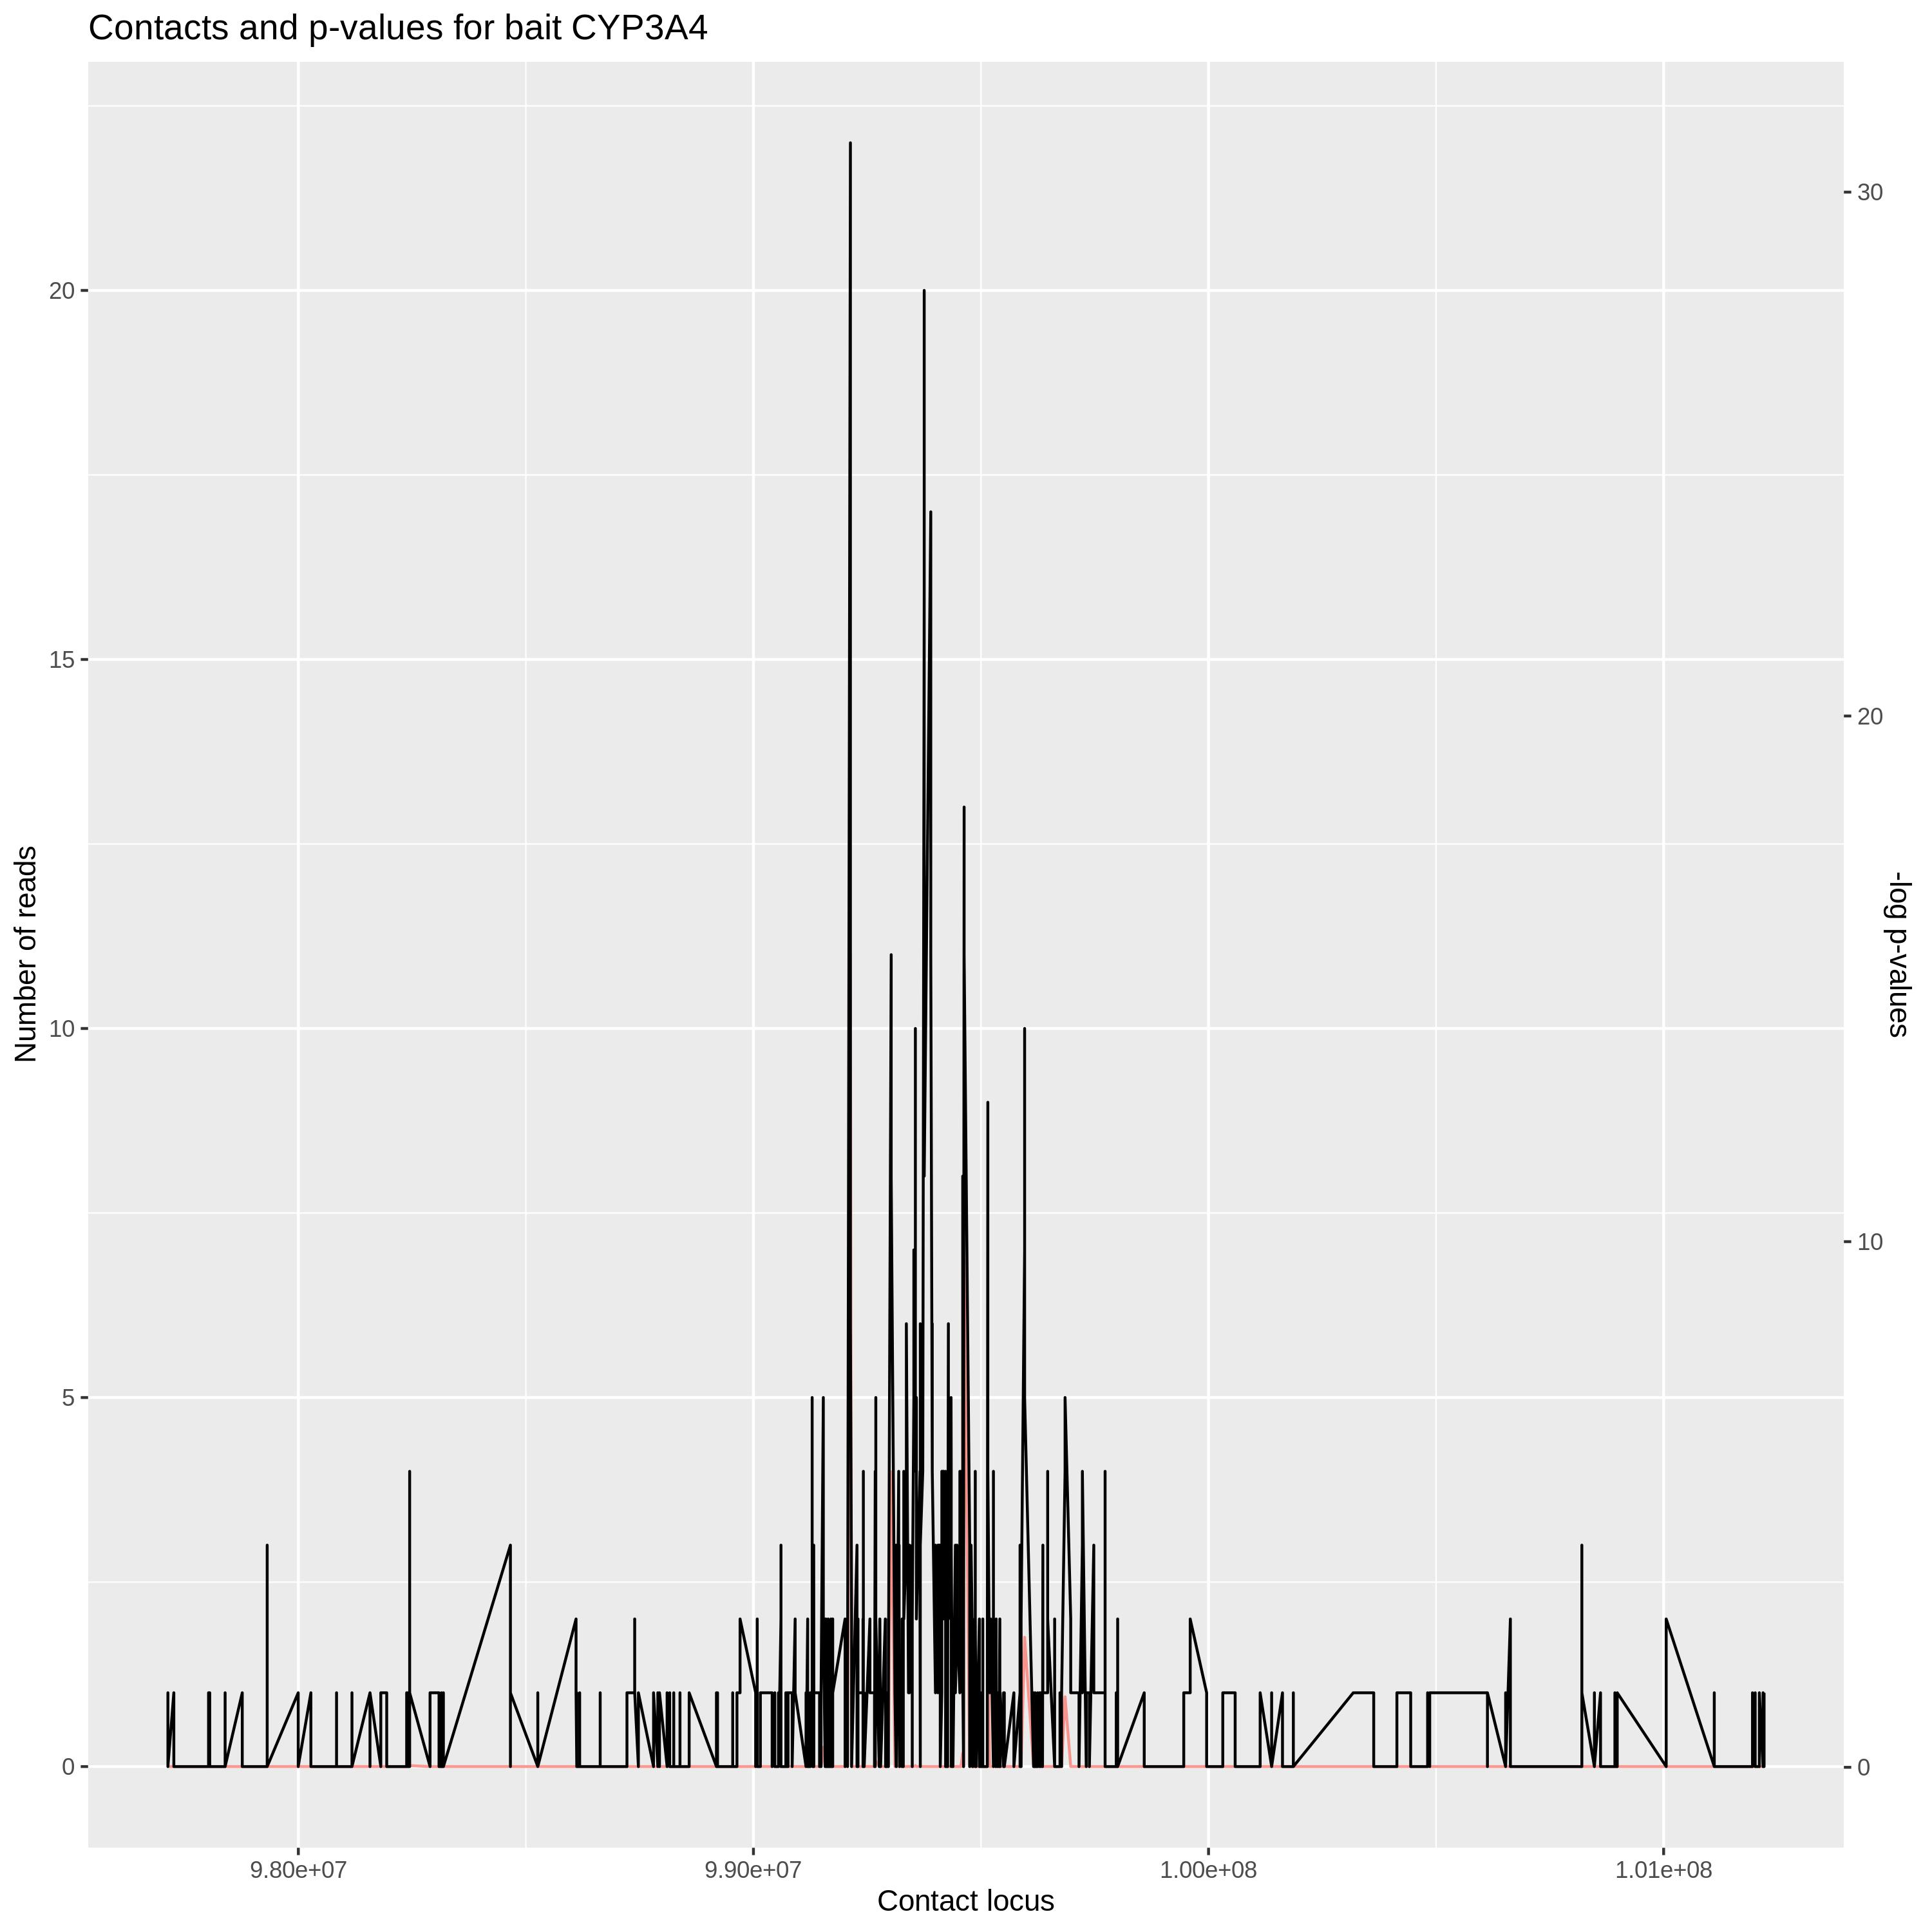 Contacts and p-values for bait CYP3A4
Number of reads
20
15
10
5
0
30
20
10
0
-log p-values
9.80e+07
9.90e+07
1.00e+08
1.01e+08
Contact locus